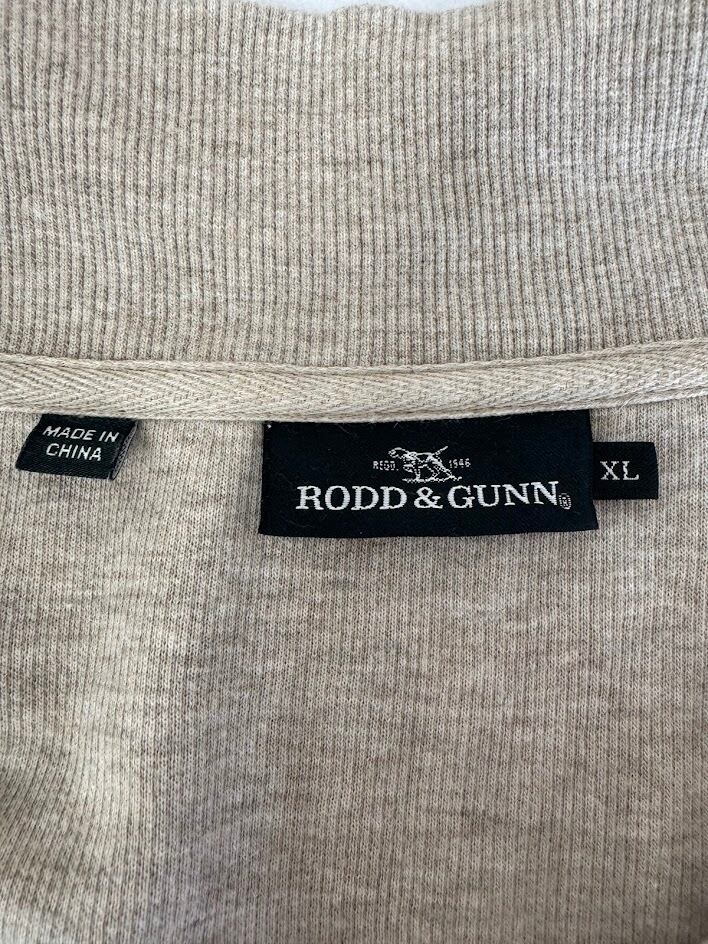 MADE IN
CHINA
REGD. 1946
RODD & GUNN®
XL